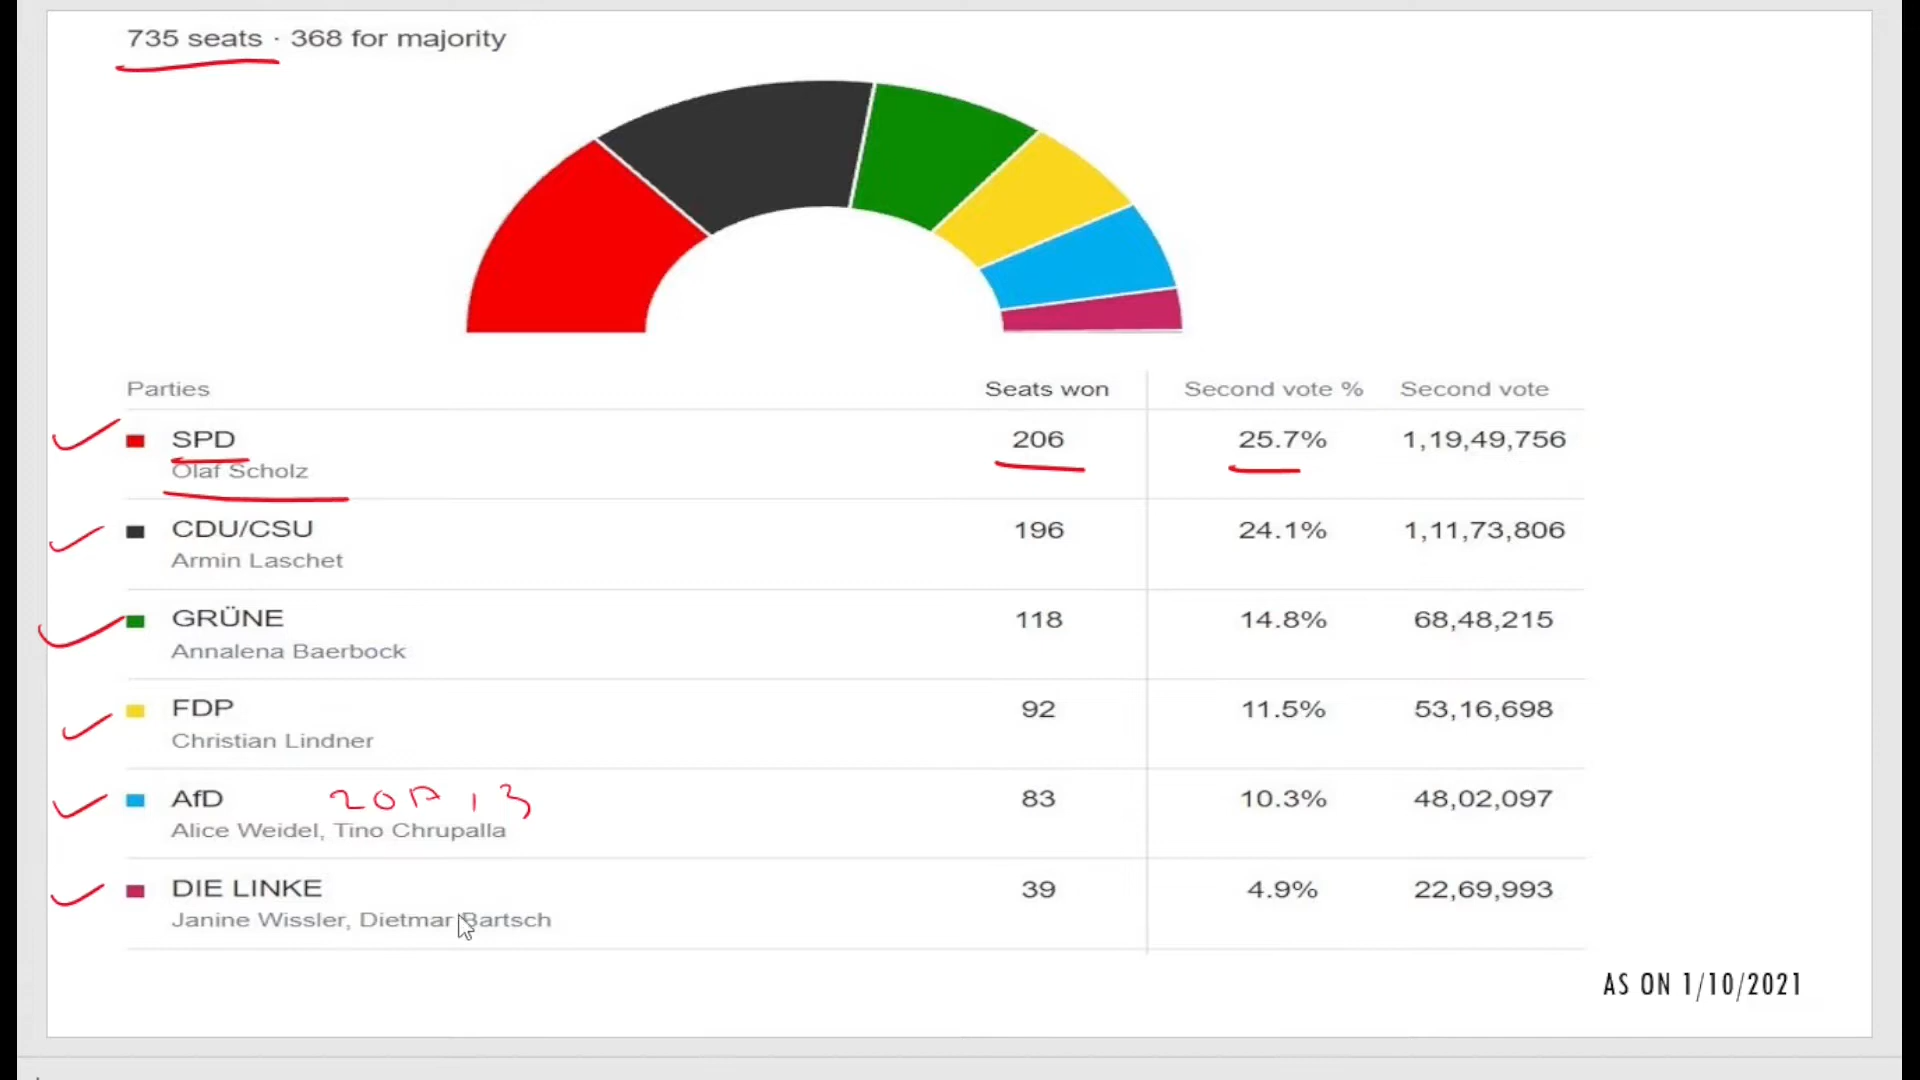 735 seats · 368 for majority
Parties Seats won Second vote % Second vote
SPD 206 25.7% 1,19,49,756
Olaf Scholz
CDU/CSU 196 24.1% 1,11,73,806
Armin Laschet
GRÜNE 118 14.8% 68,48,215
Annalena Baerbock
FDP 92 11.5% 53,16,698
Christian Lindner
AfD 83 10.3% 48,02,097
Alice Weidel, Tino Chrupalla
DIE LINKE 39 4.9% 22,69,993
Janine Wissler, Dietmar Bartsch
AS ON 1/10/2021